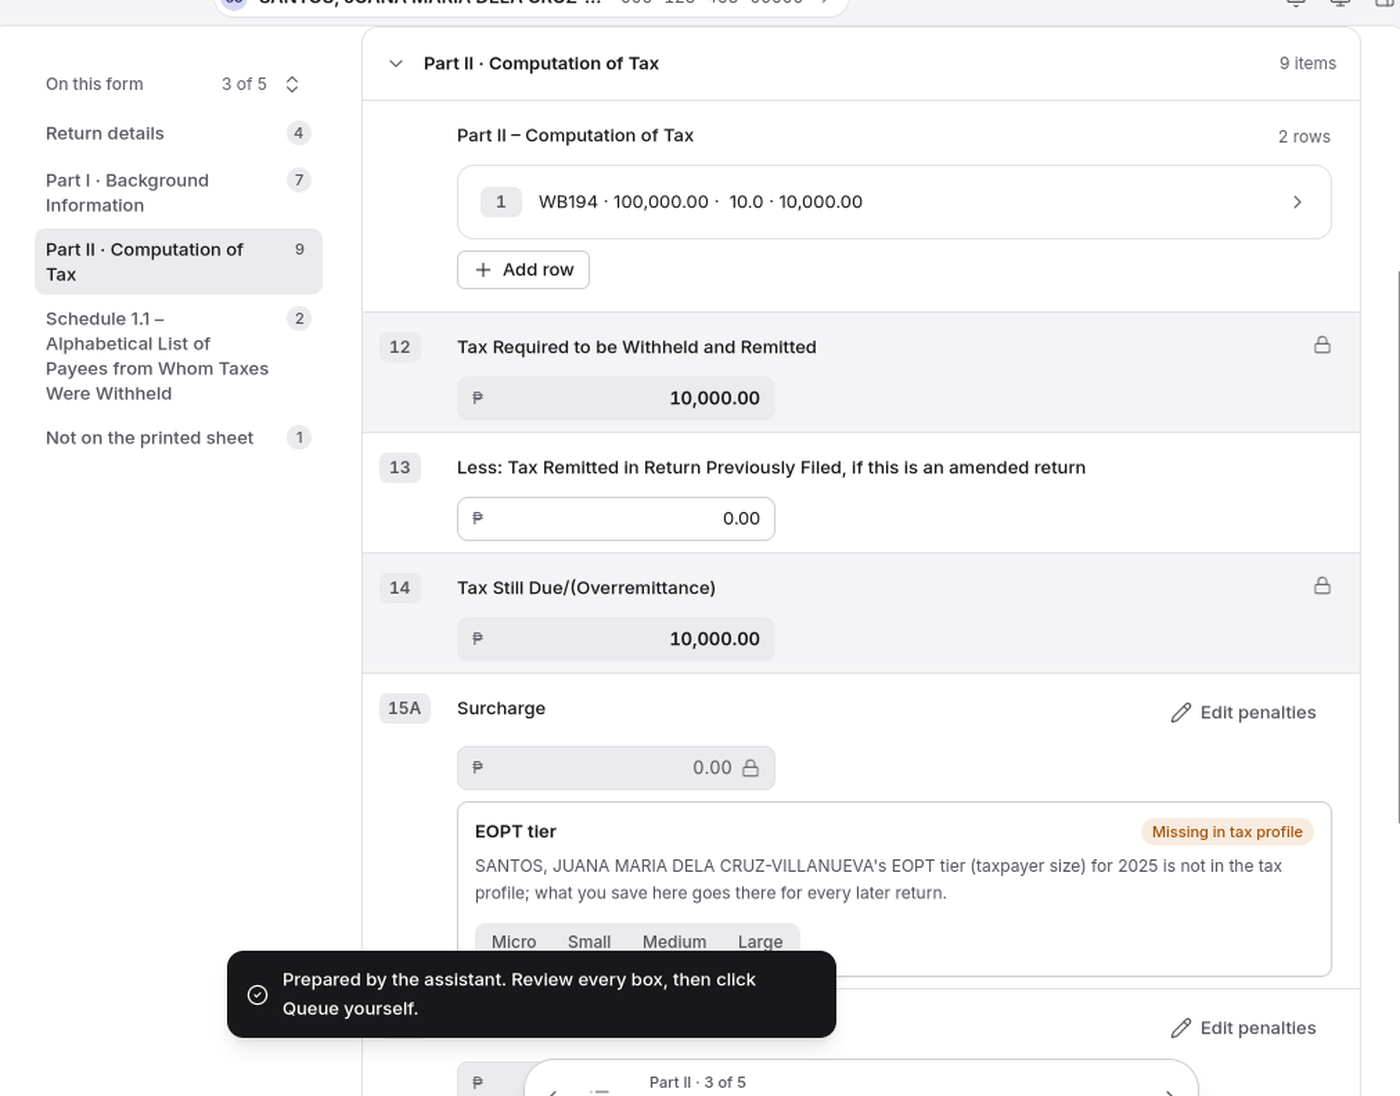 On this form 3 of 5
Return details 4
Part I · Background 7
Information
Part II · Computation of 9
Tax
Schedule 1.1 – 2
Alphabetical List of
Payees from Whom Taxes
Were Withheld
Not on the printed sheet 1
Part II · Computation of Tax 9 items
Part II – Computation of Tax 2 rows
1 WB194 · 100,000.00 · 10.0 · 10,000.00
+ Add row
12 Tax Required to be Withheld and Remitted
₱ 10,000.00
13 Less: Tax Remitted in Return Previously Filed, if this is an amended return
₱ 0.00
14 Tax Still Due/(Overremittance)
₱ 10,000.00
15A Surcharge Edit penalties
₱ 0.00
EOPT tier Missing in tax profile
SANTOS, JUANA MARIA DELA CRUZ-VILLANUEVA's EOPT tier (taxpayer size) for 2025 is not in the tax
profile; what you save here goes there for every later return.
Micro Small Medium Large
Prepared by the assistant. Review every box, then click
Queue yourself.
Edit penalties
₱
Part II · 3 of 5